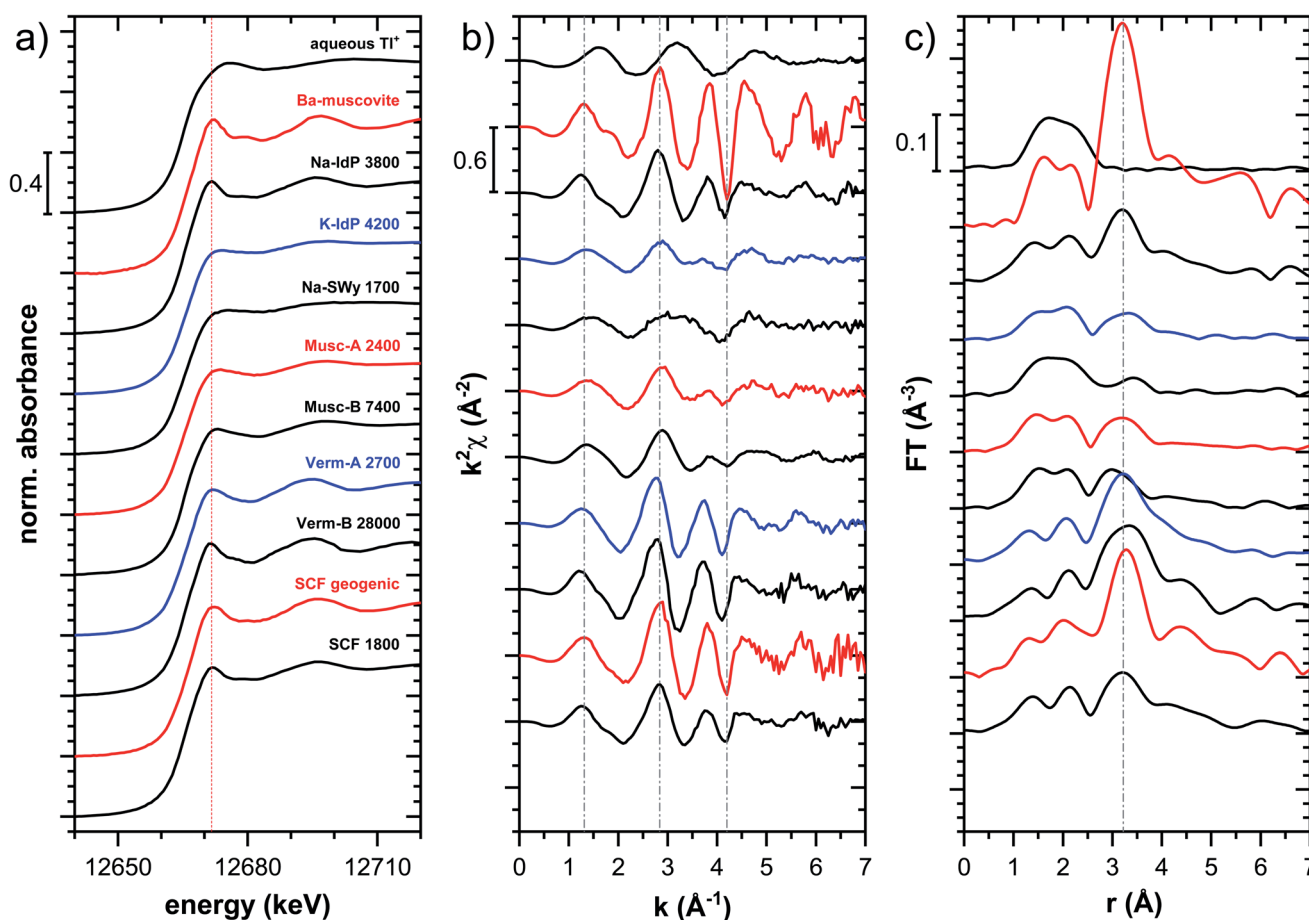 a)
aqueous Tl⁺
Ba-muscovite
Na-IdP 3800
K-IdP 4200
Na-SWy 1700
Musc-A 2400
Musc-B 7400
Verm-A 2700
Verm-B 28000
SCF geogenic
SCF 1800
0.4
norm. absorbance
12650 12680 12710
energy (keV)
b)
0.6
k²χ (Å⁻²)
0 1 2 3 4 5 6 7
k (Å⁻¹)
c)
0.1
FT (Å⁻³)
0 1 2 3 4 5 6 7
r (Å)